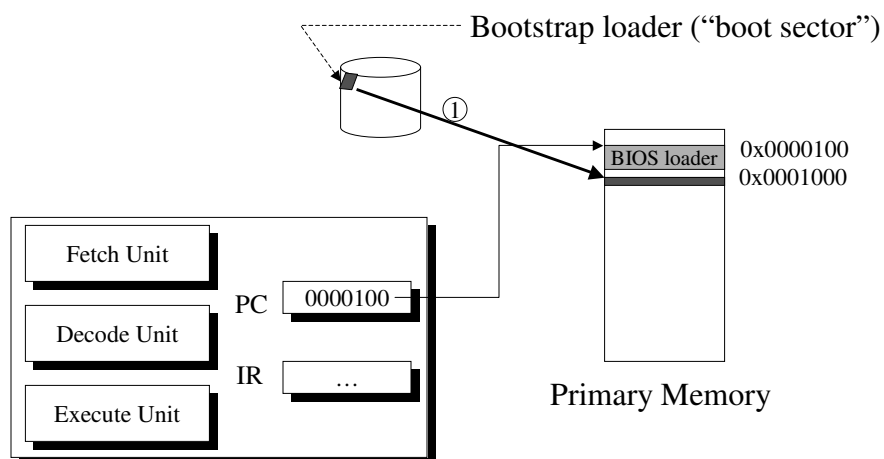 Bootstrap loader (“boot sector”)
1
BIOS loader
0x0000100
0x0001000
Fetch Unit
PC
0000100
Decode Unit
IR
…
Execute Unit
Primary Memory